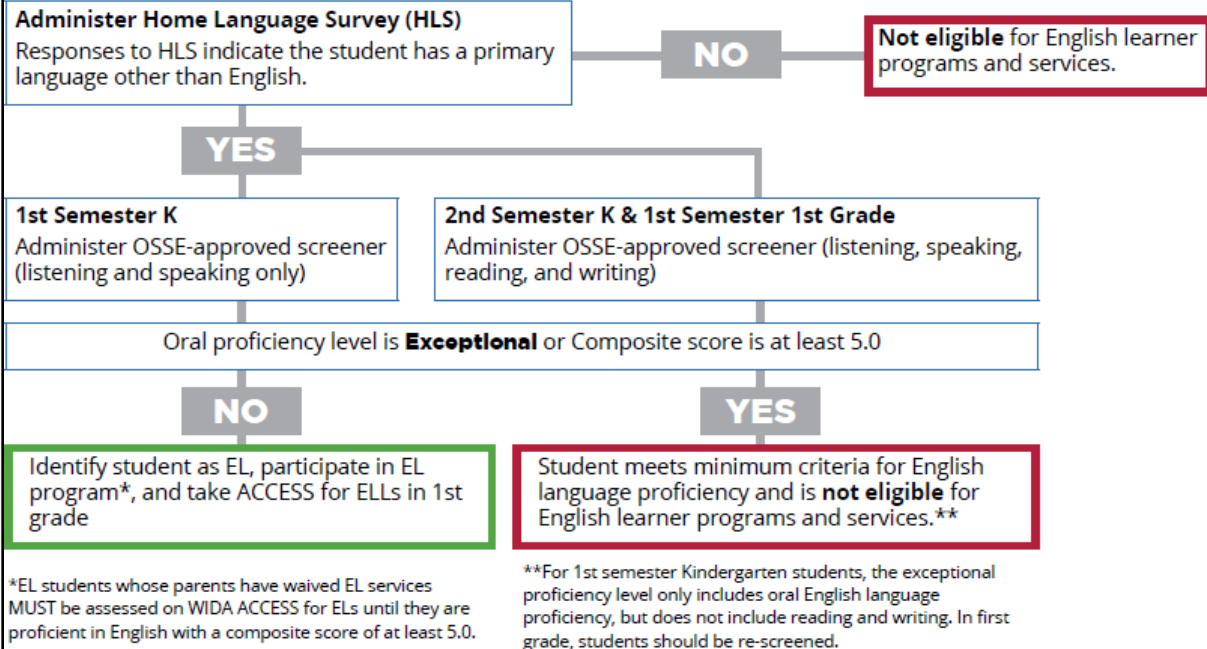 Administer Home Language Survey (HLS)
Responses to HLS indicate the student has a primary
language other than English.
NO
Not eligible for English learner
programs and services.
YES
1st Semester K
Administer OSSE-approved screener
(listening and speaking only)
2nd Semester K & 1st Semester 1st Grade
Administer OSSE-approved screener (listening, speaking,
reading, and writing)
Oral proficiency level is Exceptional or Composite score is at least 5.0
NO
YES
Identify student as EL, participate in EL
program*, and take ACCESS for ELLs in 1st
grade
Student meets minimum criteria for English
language proficiency and is not eligible for
English learner programs and services.**
*EL students whose parents have waived EL services
MUST be assessed on WIDA ACCESS for ELs until they are
proficient in English with a composite score of at least 5.0.
**For 1st semester Kindergarten students, the exceptional
proficiency level only includes oral English language
proficiency, but does not include reading and writing. In first
grade, students should be re-screened.